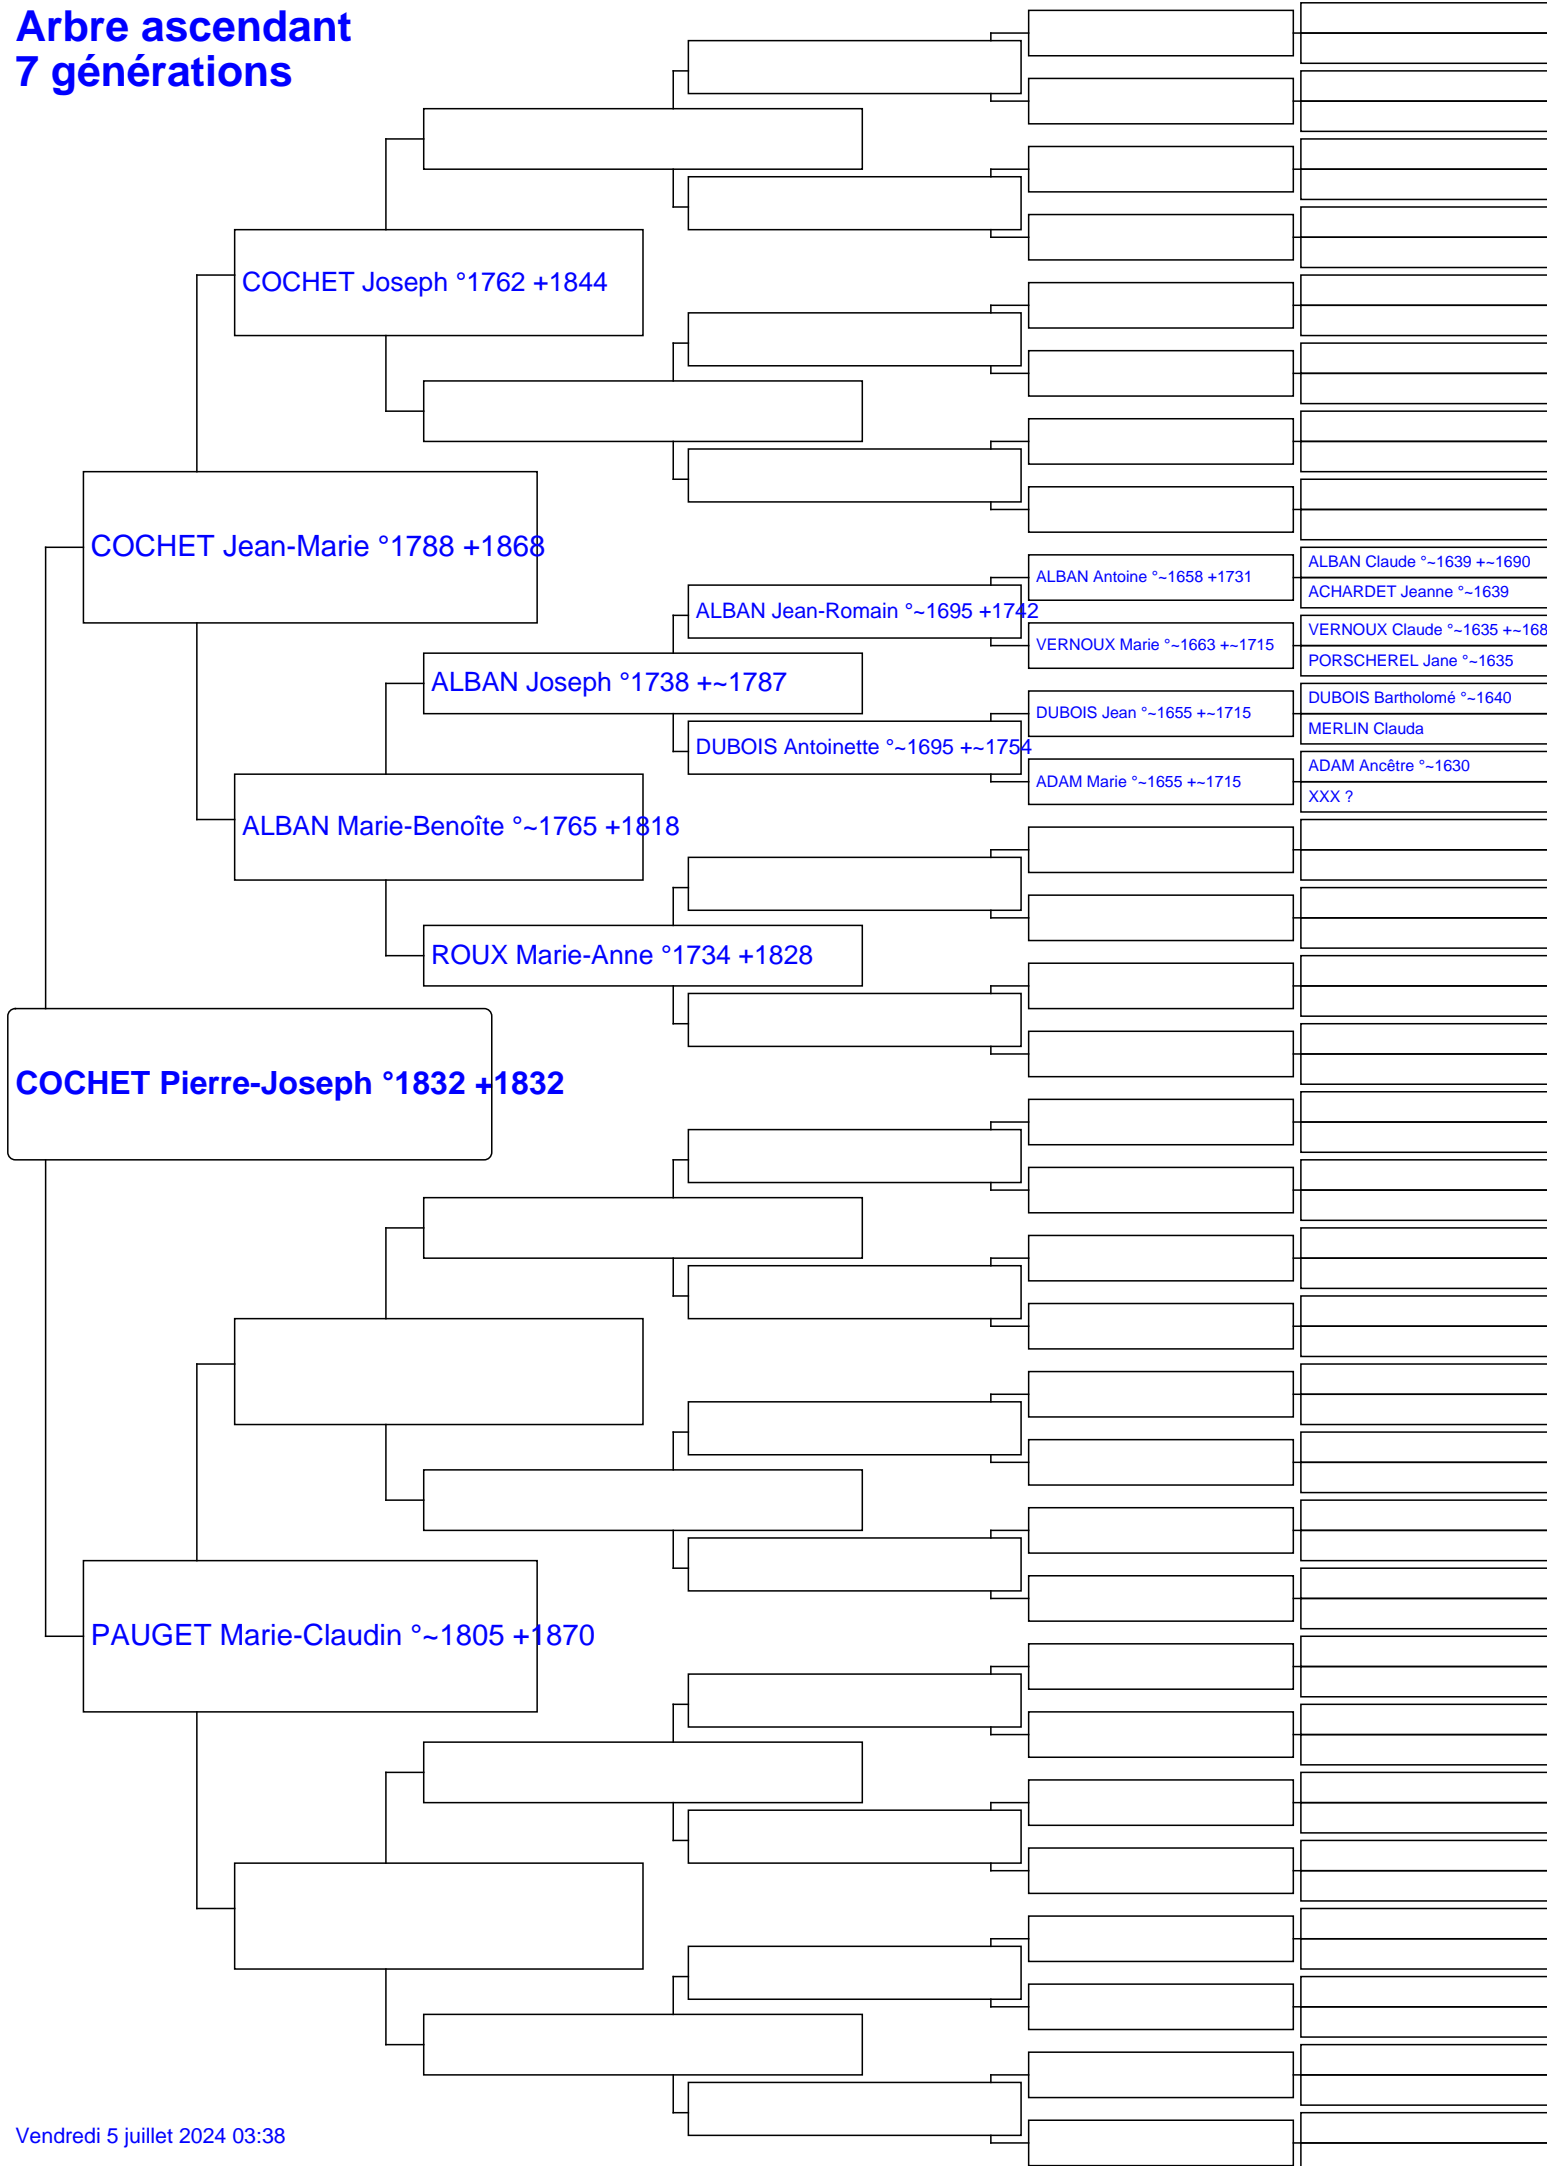 Arbre ascendant
7 générations
COCHET Joseph °1762 +1844
COCHET Jean-Marie °1788 +1868
ALBAN Claude °~1639 +~1690
ALBAN Antoine °~1658 +1731
ACHARDET Jeanne °~1639
ALBAN Jean-Romain °~1695 +1742
VERNOUX Claude °~1635 +~168
VERNOUX Marie °~1663 +~1715
PORSCHEREL Jane °~1635
ALBAN Joseph °1738 +~1787
DUBOIS Bartholomé °~1640
DUBOIS Jean °~1655 +~1715
MERLIN Clauda
DUBOIS Antoinette °~1695 +~1754
ADAM Ancêtre °~1630
ADAM Marie °~1655 +~1715
XXX ?
ALBAN Marie-Benoîte °~1765 +1818
ROUX Marie-Anne °1734 +1828
COCHET Pierre-Joseph °1832 +1832
PAUGET Marie-Claudin °~1805 +1870
Vendredi 5 juillet 2024 03:38